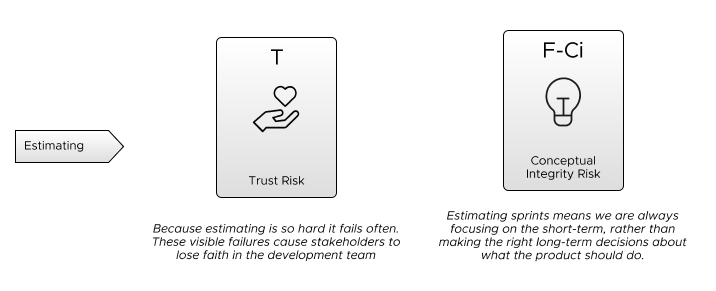 Estimating
T
Trust Risk
Because estimating is so hard it fails often.
These visible failures cause stakeholders to
lose faith in the development team
F-Ci
Conceptual
Integrity Risk
Estimating sprints means we are always
focusing on the short-term, rather than
making the right long-term decisions about
what the product should do.